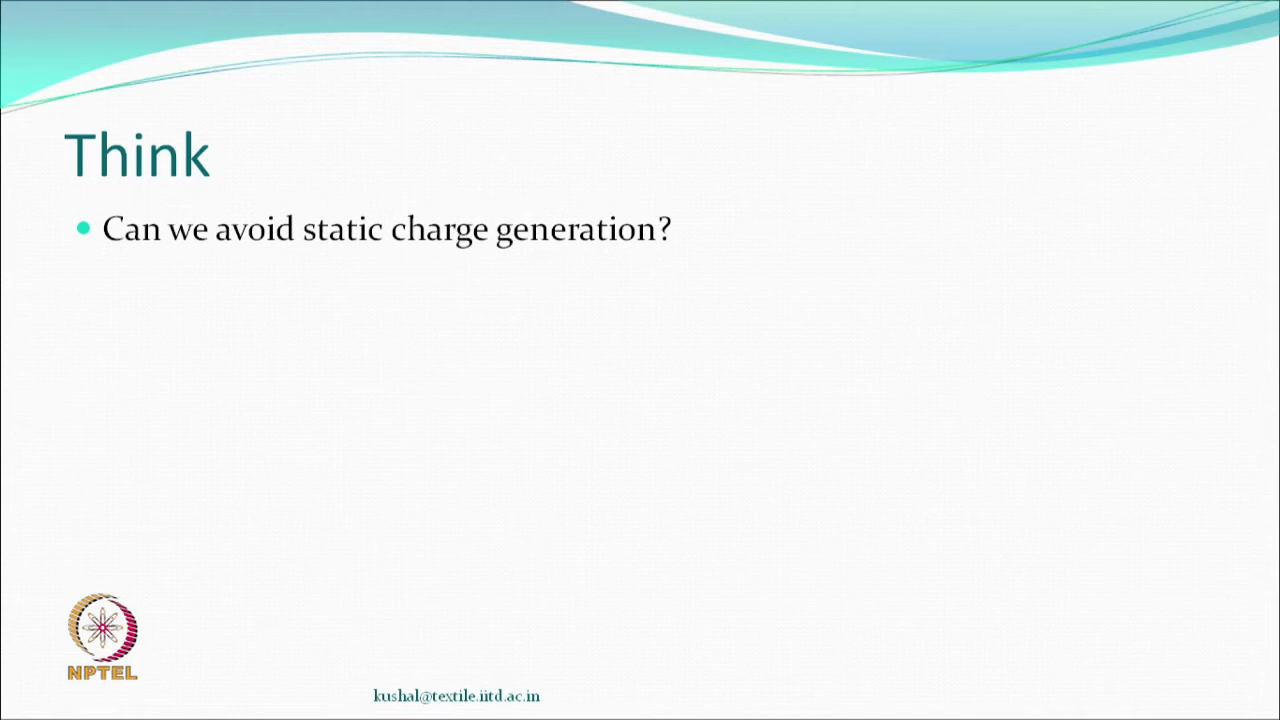 Think
Can we avoid static charge generation?
NPTEL
kushal@textile.iitd.ac.in